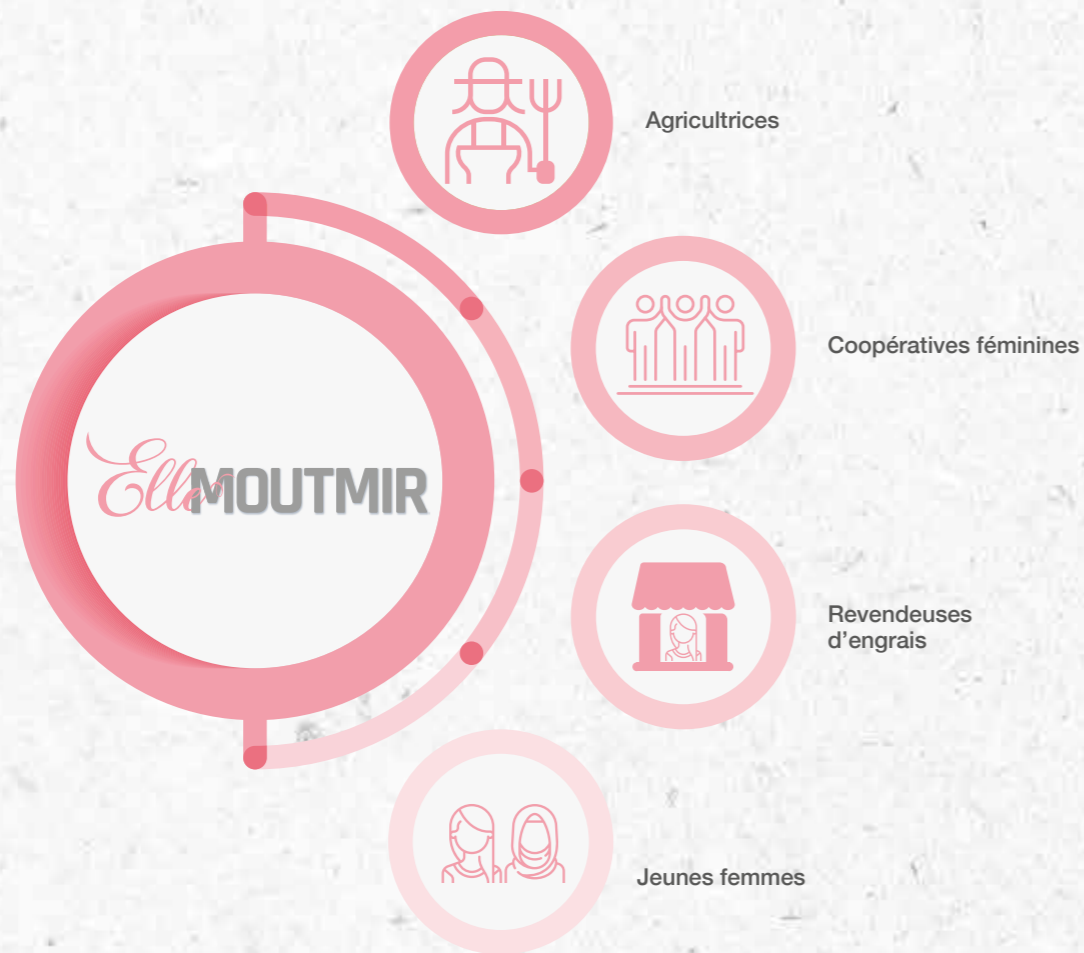 Agricultrices
Coopératives féminines
Elle MOUTMIR
Revendeuses
d'engrais
Jeunes femmes